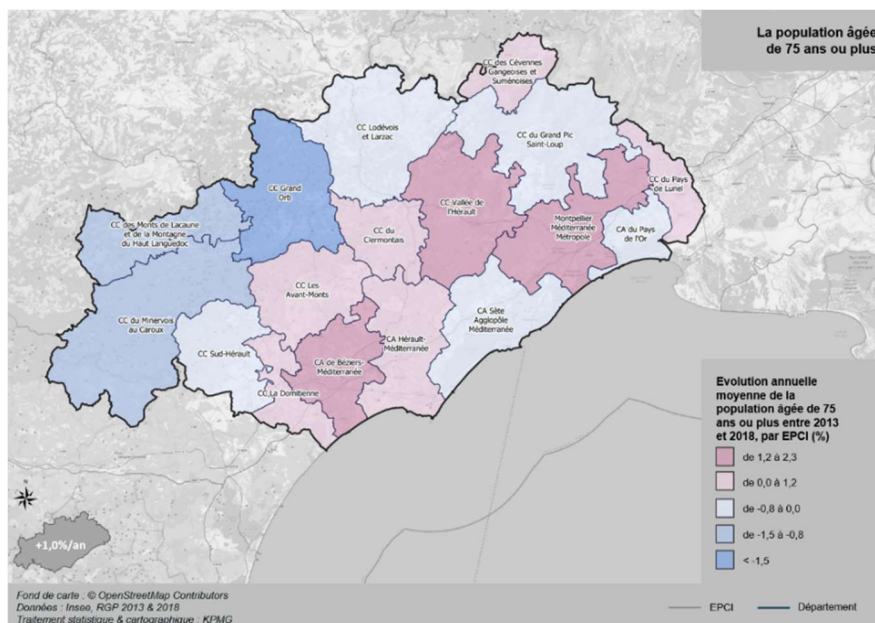 La population âgée
de 75 ans ou plus
CC des Cévennes
Gangeoises et
Suménoises
CC Lodévois
et Larzac
CC du Grand Pic
Saint-Loup
CC Grand
Orb
CC Vallée de
l'Hérault
CC du Pays
de Lunel
CC des Monts de Lacaune
et de la Montagne
du Haut Languedoc
CC du
Clermontais
Montpellier
Méditerranée
Métropole
CA du Pays
de l'Or
CC Les
Avant-Monts
CC du Minervois
au Caroux
CA Sète
Agglopôle
Méditerranée
CC Sud-Hérault
CA de Béziers-
Méditerranée
CA Hérault-
Méditerranée
CC La Domitienne
Evolution annuelle
moyenne de la
population âgée de 75
ans ou plus entre 2013
et 2018, par EPCI (%)
de 1,2 à 2,3
de 0,0 à 1,2
de -0,8 à 0,0
de -1,5 à -0,8
< -1,5
N
+1,0%/an
Fond de carte : © OpenStreetMap Contributors
Données : Insee, RGP 2013 & 2018
Traitement statistique & cartographique : KPMG
EPCI
Département